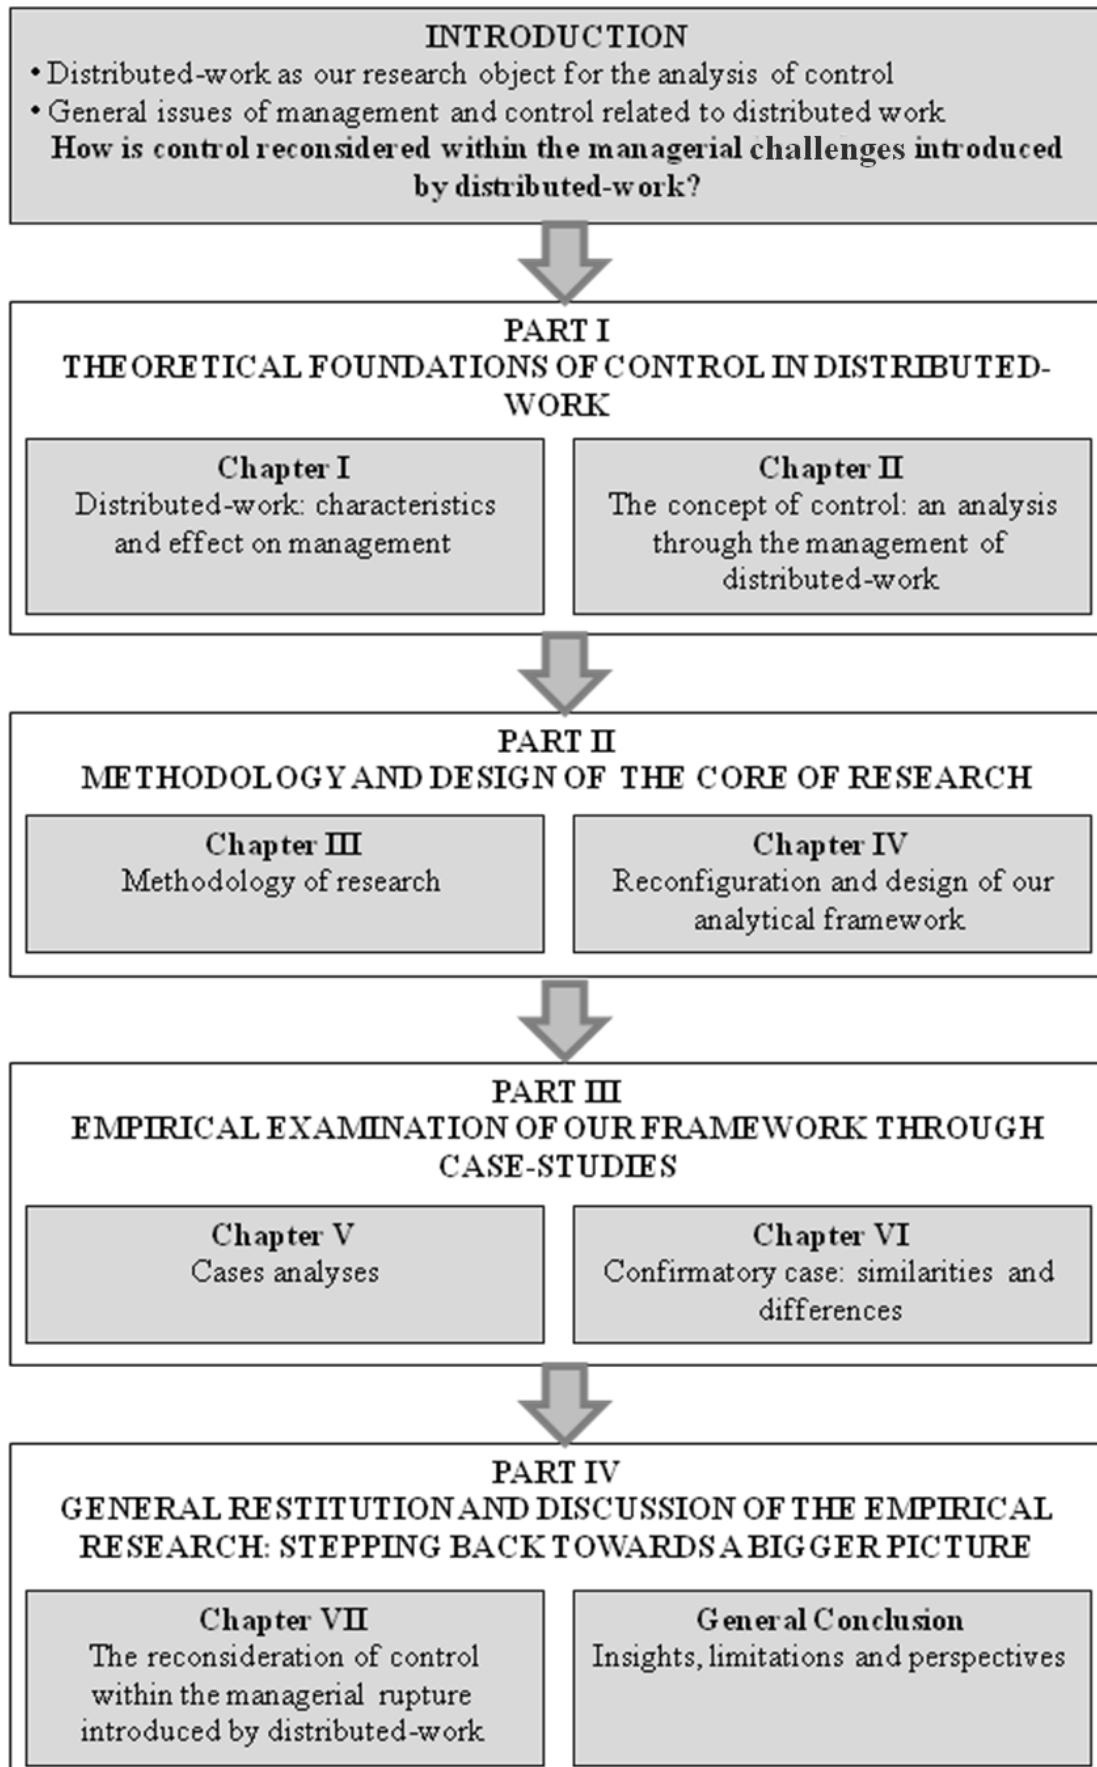 INTRODUCTION
• Distributed-work as our research object for the analysis of control
• General issues of management and control related to distributed work
How is control reconsidered within the managerial challenges introduced
by distributed-work?
PART I
THEORETICAL FOUNDATIONS OF CONTROL IN DISTRIBUTED-
WORK
Chapter I
Distributed-work: characteristics
and effect on management
Chapter II
The concept of control: an analysis
through the management of
distributed-work
PART II
METHODOLOGY AND DESIGN OF THE CORE OF RESEARCH
Chapter III
Methodology of research
Chapter IV
Reconfiguration and design of our
analytical framework
PART III
EMPIRICAL EXAMINATION OF OUR FRAMEWORK THROUGH
CASE-STUDIES
Chapter V
Cases analyses
Chapter VI
Confirmatory case: similarities and
differences
PART IV
GENERAL RESTITUTION AND DISCUSSION OF THE EMPIRICAL
RESEARCH: STEPPING BACK TOWARDS A BIGGER PICTURE
Chapter VII
The reconsideration of control
within the managerial rupture
introduced by distributed-work
General Conclusion
Insights, limitations and perspectives